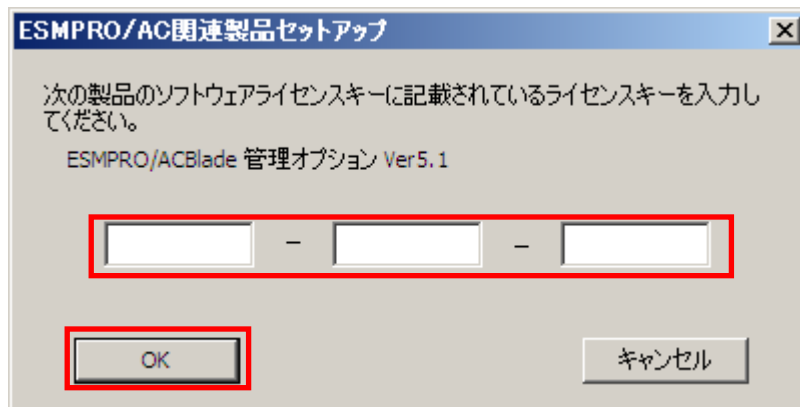 ESMPRO/AC関連製品セットアップ
次の製品のソフトウェアライセンスキーに記載されているライセンスキーを入力し
てください。
ESMPRO/ACBlade 管理オプション Ver5.1
– –
OK キャンセル